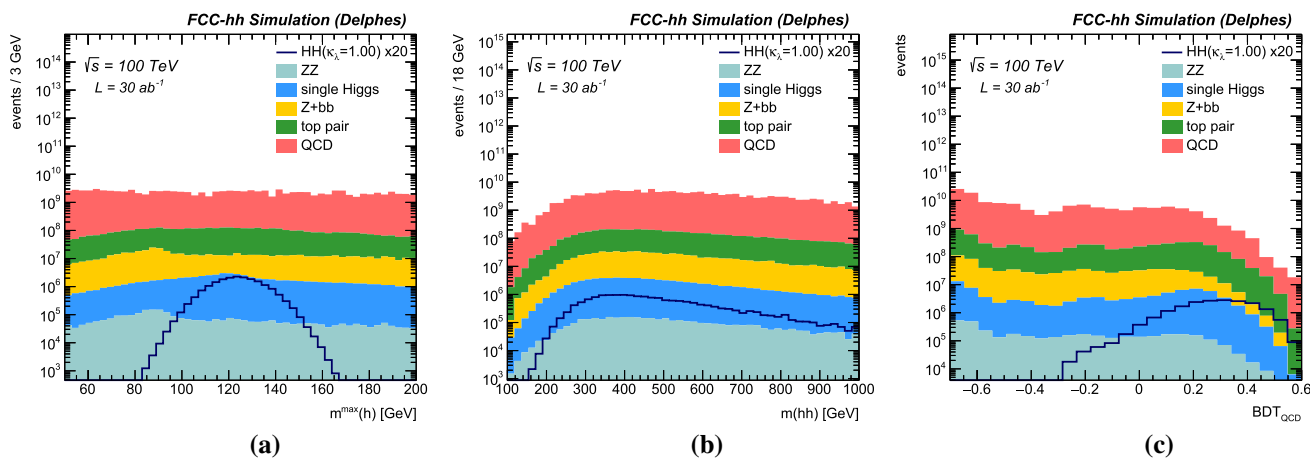 FCC-hh Simulation (Delphes)
events / 3 GeV
10¹⁴
10¹³
10¹²
10¹¹
10¹⁰
10⁹
10⁸
10⁷
10⁶
10⁵
10⁴
10³
√s = 100 TeV
L = 30 ab⁻¹
HH(κλ=1.00) x20
ZZ
single Higgs
Z+bb
top pair
QCD
60 80 100 120 140 160 180 200
mᵐᵃˣ(h) [GeV]
(a)
FCC-hh Simulation (Delphes)
events / 18 GeV
10¹⁵
10¹⁴
10¹³
10¹²
10¹¹
10¹⁰
10⁹
10⁸
10⁷
10⁶
10⁵
10⁴
10³
√s = 100 TeV
L = 30 ab⁻¹
HH(κλ=1.00) x20
ZZ
single Higgs
Z+bb
top pair
QCD
100 200 300 400 500 600 700 800 900 1000
m(hh) [GeV]
(b)
FCC-hh Simulation (Delphes)
events
10¹⁵
10¹⁴
10¹³
10¹²
10¹¹
10¹⁰
10⁹
10⁸
10⁷
10⁶
10⁵
10⁴
√s = 100 TeV
L = 30 ab⁻¹
HH(κλ=1.00) x20
ZZ
single Higgs
Z+bb
top pair
QCD
−0.6 −0.4 −0.2 0 0.2 0.4 0.6
BDT_QCD
(c)